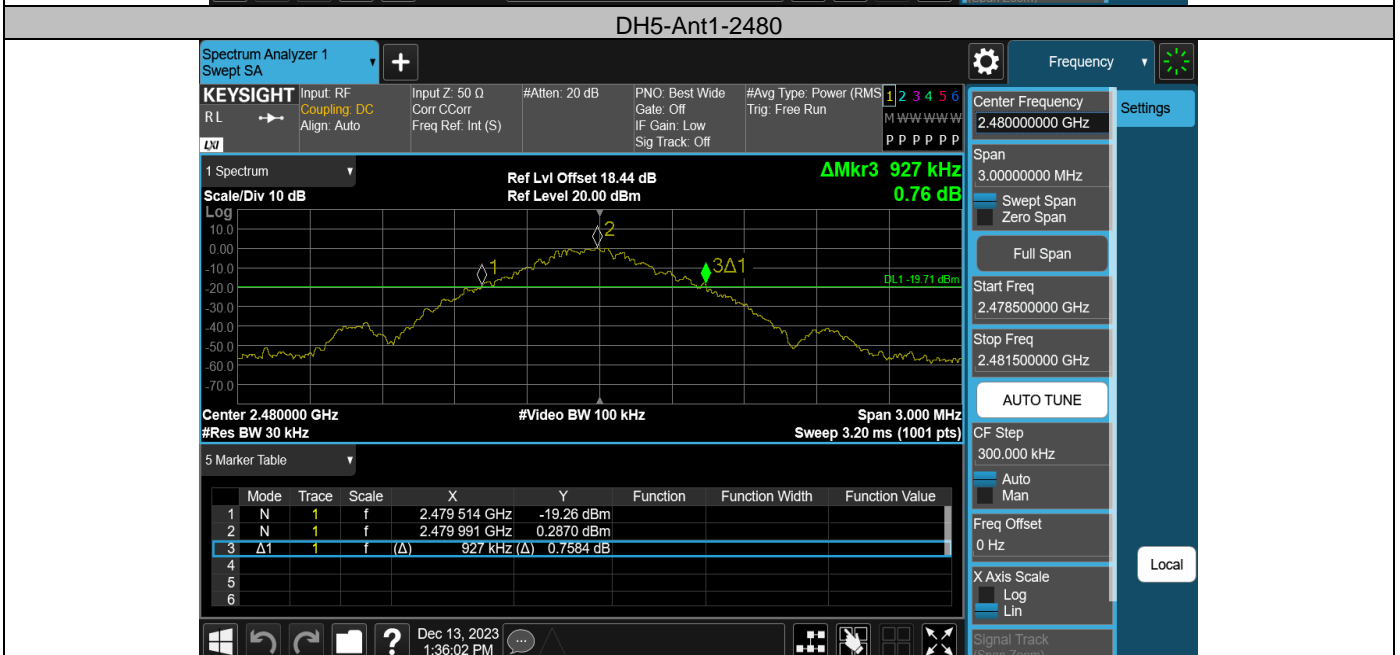 DH5-Ant1-2480
Spectrum Analyzer 1
Swept SA
Frequency
KEYSIGHT
RL
LXI
Input: RF
Coupling: DC
Align: Auto
Input Z: 50 Ω
Corr CCorr
Freq Ref: Int (S)
#Atten: 20 dB
PNO: Best Wide
Gate: Off
IF Gain: Low
Sig Track: Off
#Avg Type: Power (RMS
Trig: Free Run
1 2 3 4 5 6
M W W W W W
P P P P P P
1 Spectrum
Scale/Div 10 dB
Ref Lvl Offset 18.44 dB
Ref Level 20.00 dBm
ΔMkr3 927 kHz
0.76 dB
Log
10.0
0.00
-10.0
-20.0
-30.0
-40.0
-50.0
-60.0
-70.0
1
2
3Δ1
DL1 -19.71 dBm
Center 2.480000 GHz
#Res BW 30 kHz
#Video BW 100 kHz
Span 3.000 MHz
Sweep 3.20 ms (1001 pts)
5 Marker Table
Mode Trace Scale X Y Function Function Width Function Value
1 N 1 f 2.479 514 GHz -19.26 dBm
2 N 1 f 2.479 991 GHz 0.2870 dBm
3 Δ1 1 f (Δ) 927 kHz (Δ) 0.7584 dB
4
5
6
Dec 13, 2023
1:36:02 PM
Center Frequency
2.480000000 GHz
Settings
Span
3.00000000 MHz
Swept Span
Zero Span
Full Span
Start Freq
2.478500000 GHz
Stop Freq
2.481500000 GHz
AUTO TUNE
CF Step
300.000 kHz
Auto
Man
Freq Offset
0 Hz
X Axis Scale
Log
Lin
Local
Signal Track
(Span Zoom)